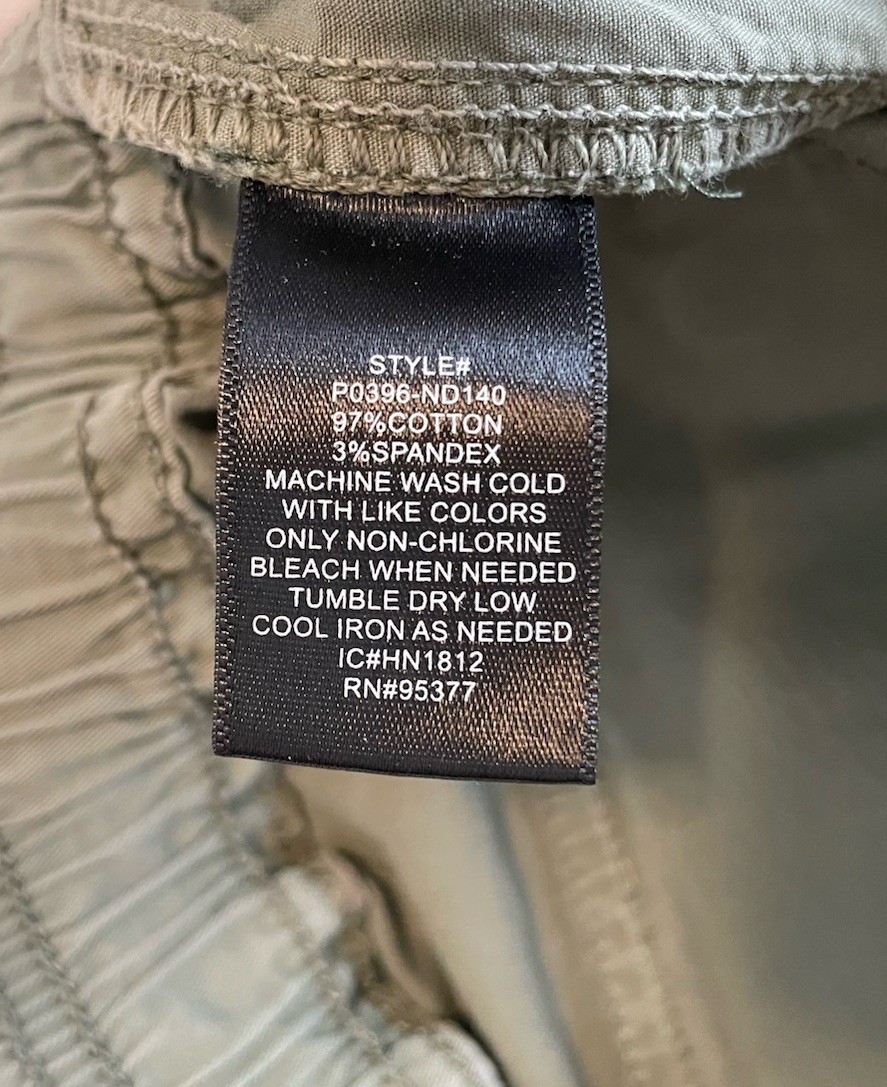 STYLE#
P0396-ND140
97%COTTON
3%SPANDEX
MACHINE WASH COLD
WITH LIKE COLORS
ONLY NON-CHLORINE
BLEACH WHEN NEEDED
TUMBLE DRY LOW
COOL IRON AS NEEDED
IC#HN1812
RN#95377